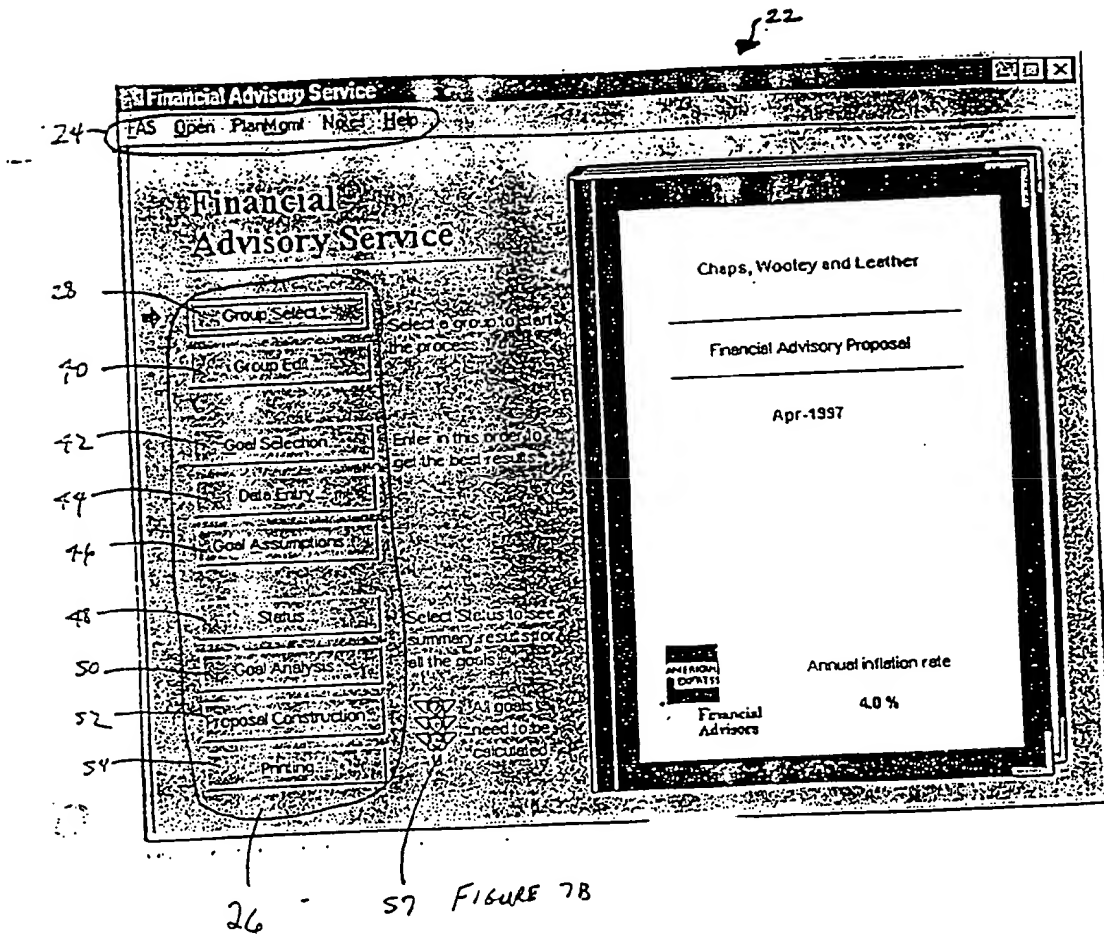 22
Financial Advisory Service
24
FAS Open PlanMgmt Notes Help
Financial
Advisory Service
28
Group Select
Select a group to start
the process
40
Group Edit
42
Goal Selection
Enter in this order to
get the best results
44
Data Entry
46
Goal Assumptions
48
Status
Select Status to see
summary results for
all the goals
50
Goal Analysis
52
Proposal Construction
All goals
need to be
calculated
54
Printing
Chaps, Wooley and Leather
Financial Advisory Proposal
Apr-1997
AMERICAN
EXPRESS
Financial
Advisors
Annual inflation rate
4.0 %
26
57
FIGURE 7B